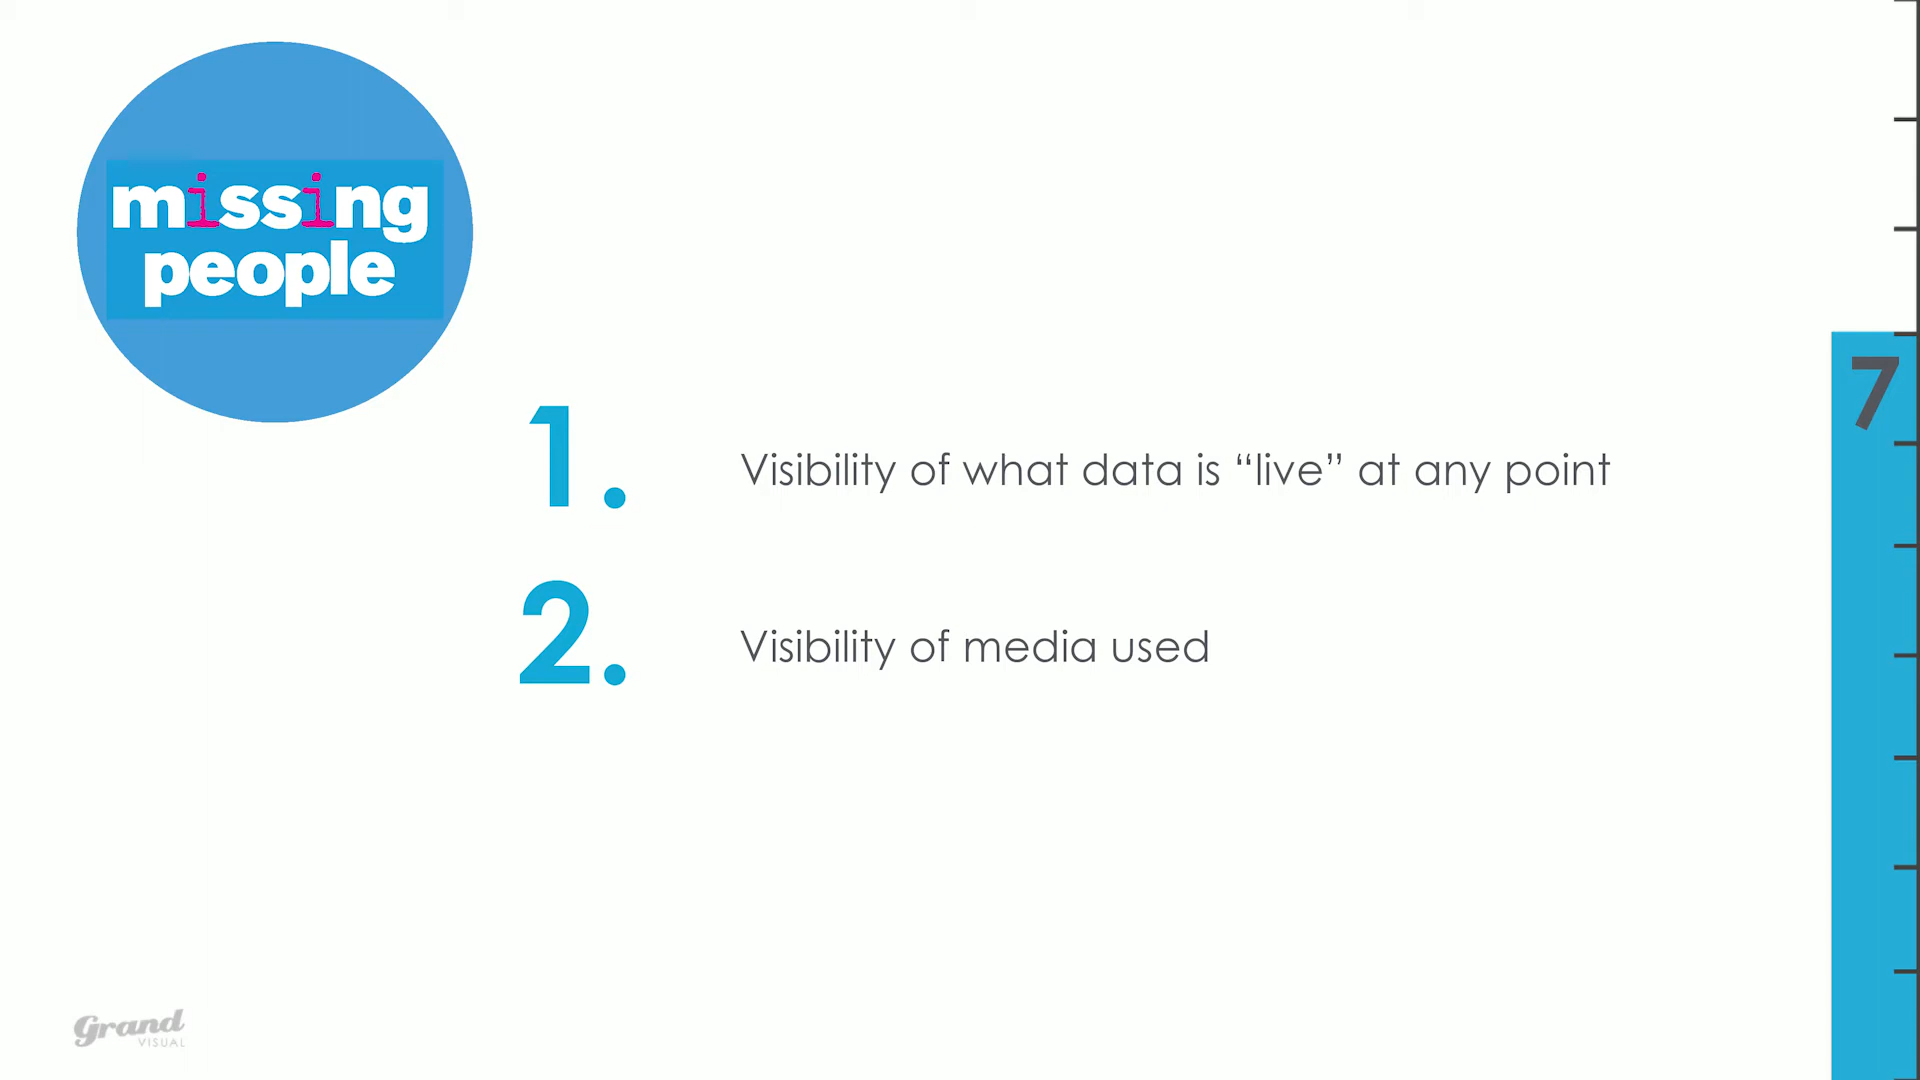 missing
people
1. Visibility of what data is “live” at any point
2. Visibility of media used
7
Grand
VISUAL